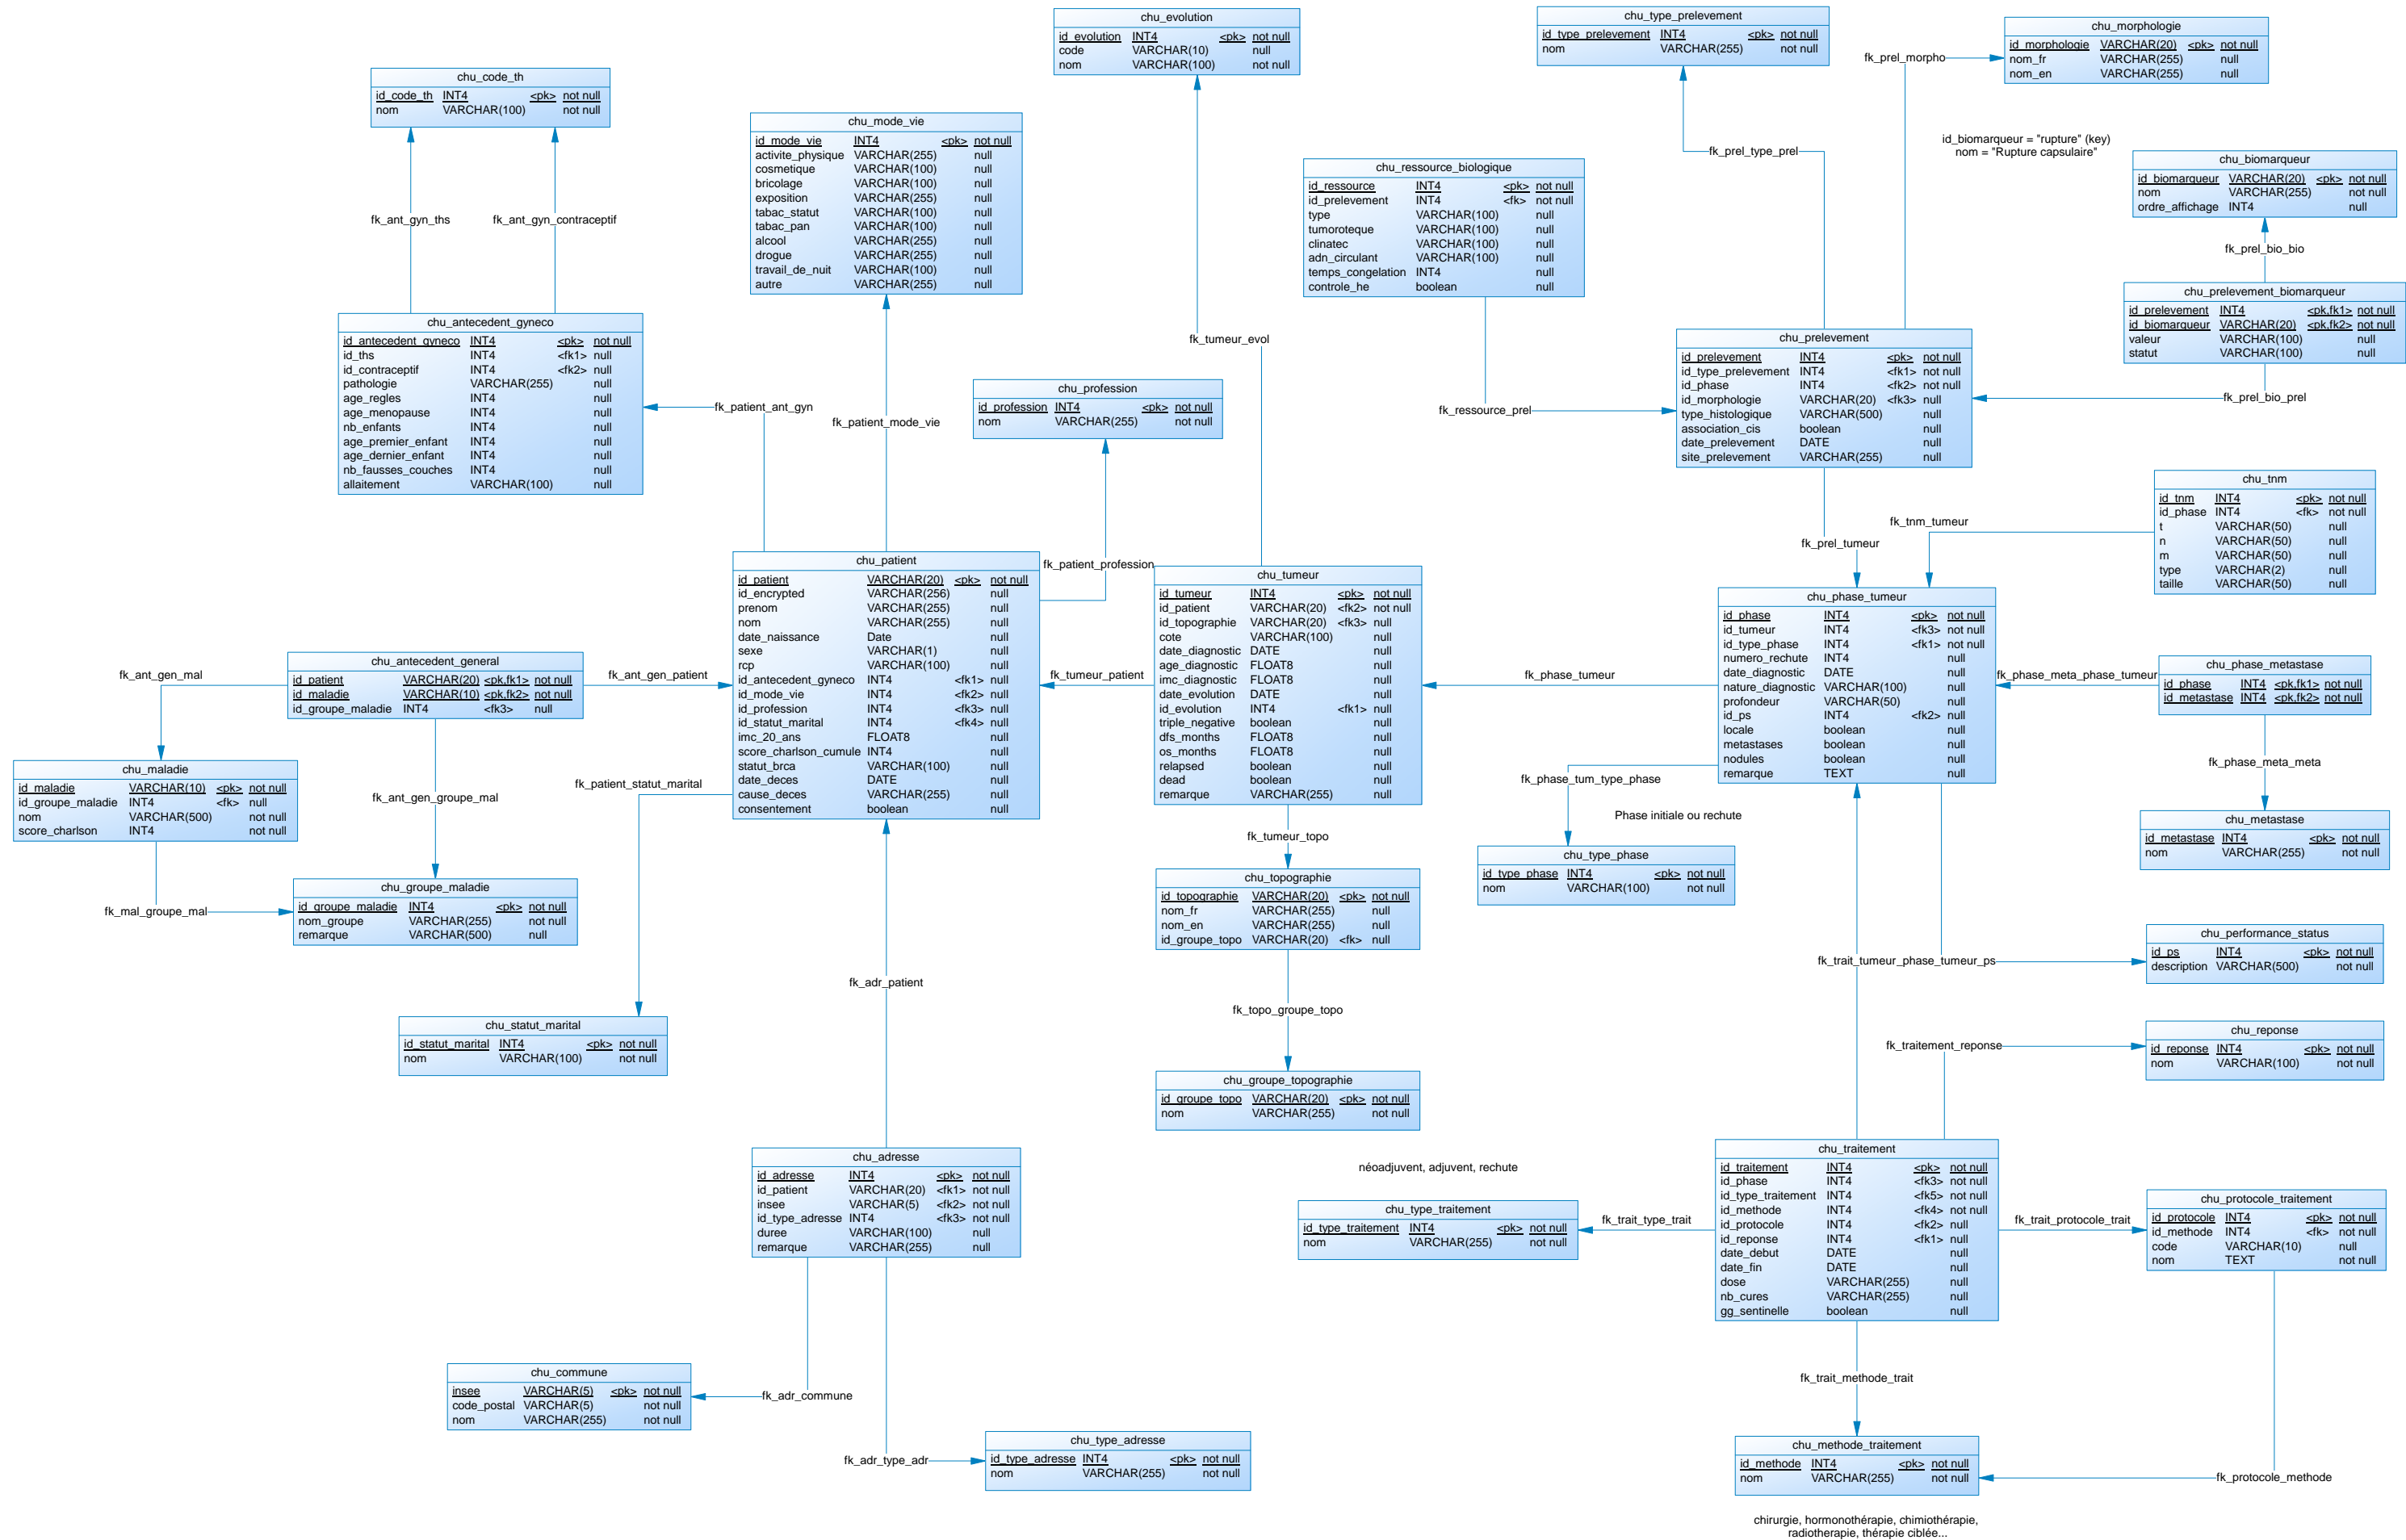 chu_evolution
id_evolution INT4 <pk> not null
code VARCHAR(10) null
nom VARCHAR(100) not null
chu_type_prelevement
id_type_prelevement INT4 <pk> not null
nom VARCHAR(255) not null
chu_morphologie
id_morphologie VARCHAR(20) <pk> not null
nom_fr VARCHAR(255) null
nom_en VARCHAR(255) null
fk_prel_morpho
chu_code_th
id_code_th INT4 <pk> not null
nom VARCHAR(100) not null
chu_mode_vie
id_mode_vie INT4 <pk> not null
activite_physique VARCHAR(255) null
cosmetique VARCHAR(100) null
bricolage VARCHAR(100) null
exposition VARCHAR(255) null
tabac_statut VARCHAR(100) null
tabac_pan VARCHAR(100) null
alcool VARCHAR(255) null
drogue VARCHAR(255) null
travail_de_nuit VARCHAR(100) null
autre VARCHAR(255) null
id_biomarqueur = "rupture" (key)
nom = "Rupture capsulaire"
fk_prel_type_prel
chu_ressource_biologique
id_ressource INT4 <pk> not null
id_prelevement INT4 <fk> not null
type VARCHAR(100) null
tumoroteque VARCHAR(100) null
clinatec VARCHAR(100) null
adn_circulant VARCHAR(100) null
temps_congelation INT4 null
controle_he boolean null
chu_biomarqueur
id_biomarqueur VARCHAR(20) <pk> not null
nom VARCHAR(255) not null
ordre_affichage INT4 null
fk_prel_bio_bio
fk_ant_gyn_ths
fk_ant_gyn_contraceptif
chu_prelevement_biomarqueur
id_prelevement INT4 <pk,fk1> not null
id_biomarqueur VARCHAR(20) <pk,fk2> not null
valeur VARCHAR(100) null
statut VARCHAR(100) null
chu_antecedent_gyneco
id_antecedent_gyneco INT4 <pk> not null
id_ths INT4 <fk1> null
id_contraceptif INT4 <fk2> null
pathologie VARCHAR(255) null
age_regles INT4 null
age_menopause INT4 null
nb_enfants INT4 null
age_premier_enfant INT4 null
age_dernier_enfant INT4 null
nb_fausses_couches INT4 null
allaitement VARCHAR(100) null
fk_tumeur_evol
chu_prelevement
id_prelevement INT4 <pk> not null
id_type_prelevement INT4 <fk1> not null
id_phase INT4 <fk2> not null
id_morphologie VARCHAR(20) <fk3> null
type_histologique VARCHAR(500) null
association_cis boolean null
date_prelevement DATE null
site_prelevement VARCHAR(255) null
chu_profession
id_profession INT4 <pk> not null
nom VARCHAR(255) not null
fk_patient_ant_gyn
fk_patient_mode_vie
fk_ressource_prel
fk_prel_bio_prel
chu_tnm
id_tnm INT4 <pk> not null
id_phase INT4 <fk> not null
t VARCHAR(50) null
n VARCHAR(50) null
m VARCHAR(50) null
type VARCHAR(2) null
taille VARCHAR(50) null
fk_tnm_tumeur
fk_prel_tumeur
fk_patient_profession
chu_patient
id_patient VARCHAR(20) <pk> not null
id_encrypted VARCHAR(256) null
prenom VARCHAR(255) null
nom VARCHAR(255) null
date_naissance Date null
sexe VARCHAR(1) null
rcp VARCHAR(100) null
id_antecedent_gyneco INT4 <fk1> null
id_mode_vie INT4 <fk2> null
id_profession INT4 <fk3> null
id_statut_marital INT4 <fk4> null
imc_20_ans FLOAT8 null
score_charlson_cumule INT4 null
statut_brca VARCHAR(100) null
date_deces DATE null
cause_deces VARCHAR(255) null
consentement boolean null
chu_tumeur
id_tumeur INT4 <pk> not null
id_patient VARCHAR(20) <fk2> not null
id_topographie VARCHAR(20) <fk3> null
cote VARCHAR(100) null
date_diagnostic DATE null
age_diagnostic FLOAT8 null
imc_diagnostic FLOAT8 null
date_evolution DATE null
id_evolution INT4 <fk1> null
triple_negative boolean null
dfs_months FLOAT8 null
os_months FLOAT8 null
relapsed boolean null
dead boolean null
remarque VARCHAR(255) null
chu_phase_tumeur
id_phase INT4 <pk> not null
id_tumeur INT4 <fk3> not null
id_type_phase INT4 <fk1> not null
numero_rechute INT4 null
date_diagnostic DATE null
nature_diagnostic VARCHAR(100) null
profondeur VARCHAR(50) null
id_ps INT4 <fk2> null
locale boolean null
metastases boolean null
nodules boolean null
remarque TEXT null
fk_ant_gen_mal
chu_antecedent_general
id_patient VARCHAR(20) <pk,fk1> not null
id_maladie VARCHAR(10) <pk,fk2> not null
id_groupe_maladie INT4 <fk3> null
fk_ant_gen_patient
fk_tumeur_patient
fk_phase_tumeur
fk_phase_meta_phase_tumeur
chu_phase_metastase
id_phase INT4 <pk,fk1> not null
id_metastase INT4 <pk,fk2> not null
chu_maladie
id_maladie VARCHAR(10) <pk> not null
id_groupe_maladie INT4 <fk> null
nom VARCHAR(500) not null
score_charlson INT4 not null
fk_ant_gen_groupe_mal
fk_patient_statut_marital
fk_phase_tum_type_phase
fk_phase_meta_meta
Phase initiale ou rechute
chu_metastase
id_metastase INT4 <pk> not null
nom VARCHAR(255) not null
fk_tumeur_topo
chu_type_phase
id_type_phase INT4 <pk> not null
nom VARCHAR(100) not null
chu_groupe_maladie
id_groupe_maladie INT4 <pk> not null
nom_groupe VARCHAR(255) not null
remarque VARCHAR(500) null
fk_mal_groupe_mal
chu_topographie
id_topographie VARCHAR(20) <pk> not null
nom_fr VARCHAR(255) null
nom_en VARCHAR(255) null
id_groupe_topo VARCHAR(20) <fk> null
chu_performance_status
id_ps INT4 <pk> not null
description VARCHAR(500) not null
fk_trait_tumeur_phase_tumeur_ps
fk_adr_patient
fk_topo_groupe_topo
chu_statut_marital
id_statut_marital INT4 <pk> not null
nom VARCHAR(100) not null
chu_reponse
id_reponse INT4 <pk> not null
nom VARCHAR(100) not null
fk_traitement_reponse
chu_groupe_topographie
id_groupe_topo VARCHAR(20) <pk> not null
nom VARCHAR(255) not null
chu_adresse
id_adresse INT4 <pk> not null
id_patient VARCHAR(20) <fk1> not null
insee VARCHAR(5) <fk2> not null
id_type_adresse INT4 <fk3> not null
duree VARCHAR(100) null
remarque VARCHAR(255) null
néoadjuvent, adjuvent, rechute
chu_type_traitement
id_type_traitement INT4 <pk> not null
nom VARCHAR(255) not null
fk_trait_type_trait
chu_traitement
id_traitement INT4 <pk> not null
id_phase INT4 <fk3> not null
id_type_traitement INT4 <fk5> not null
id_methode INT4 <fk4> not null
id_protocole INT4 <fk2> null
id_reponse INT4 <fk1> null
date_debut DATE null
date_fin DATE null
dose VARCHAR(255) null
nb_cures VARCHAR(255) null
gg_sentinelle boolean null
fk_trait_protocole_trait
chu_protocole_traitement
id_protocole INT4 <pk> not null
id_methode INT4 <fk> not null
code VARCHAR(10) null
nom TEXT not null
chu_commune
insee VARCHAR(5) <pk> not null
code_postal VARCHAR(5) not null
nom VARCHAR(255) not null
fk_adr_commune
fk_trait_methode_trait
fk_adr_type_adr
chu_type_adresse
id_type_adresse INT4 <pk> not null
nom VARCHAR(255) not null
chu_methode_traitement
id_methode INT4 <pk> not null
nom VARCHAR(255) not null
fk_protocole_methode
chirurgie, hormonothérapie, chimiothérapie,
radiotherapie, thérapie ciblée...